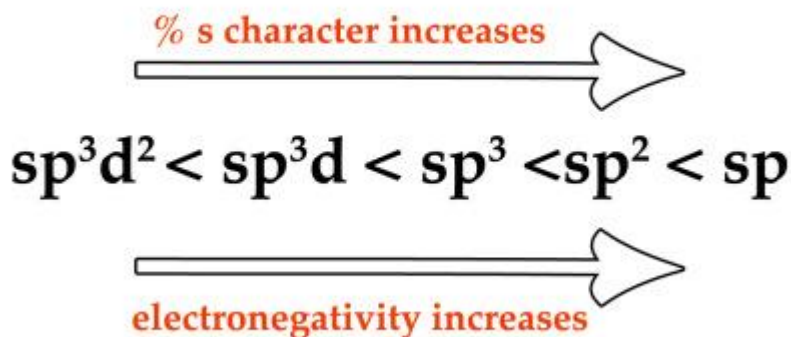 % s character increases
sp³d² < sp³d < sp³ <sp² < sp
electronegativity increases